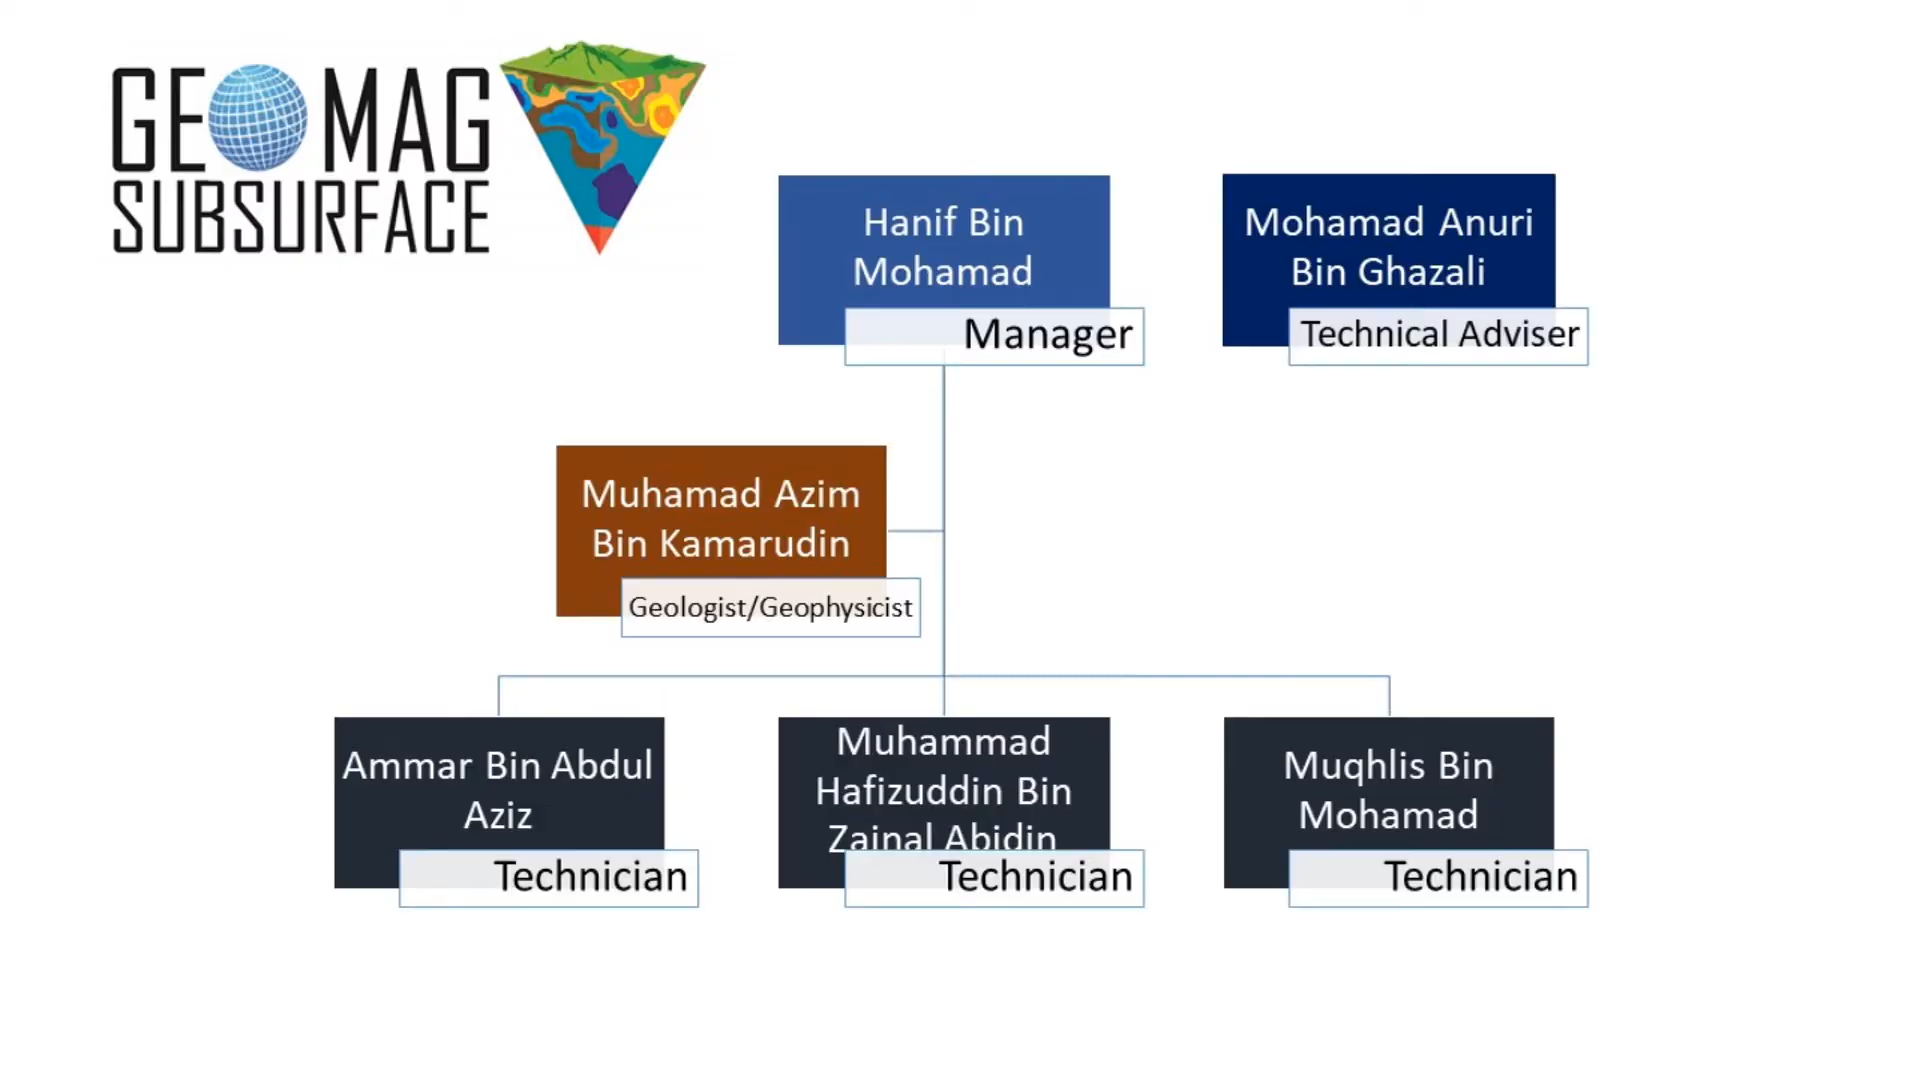 GEOMAG
SUBSURFACE
Hanif Bin
Mohamad
Manager
Mohamad Anuri
Bin Ghazali
Technical Adviser
Muhamad Azim
Bin Kamarudin
Geologist/Geophysicist
Ammar Bin Abdul
Aziz
Technician
Muhammad
Hafizuddin Bin
Zainal Abidin
Technician
Muqhlis Bin
Mohamad
Technician